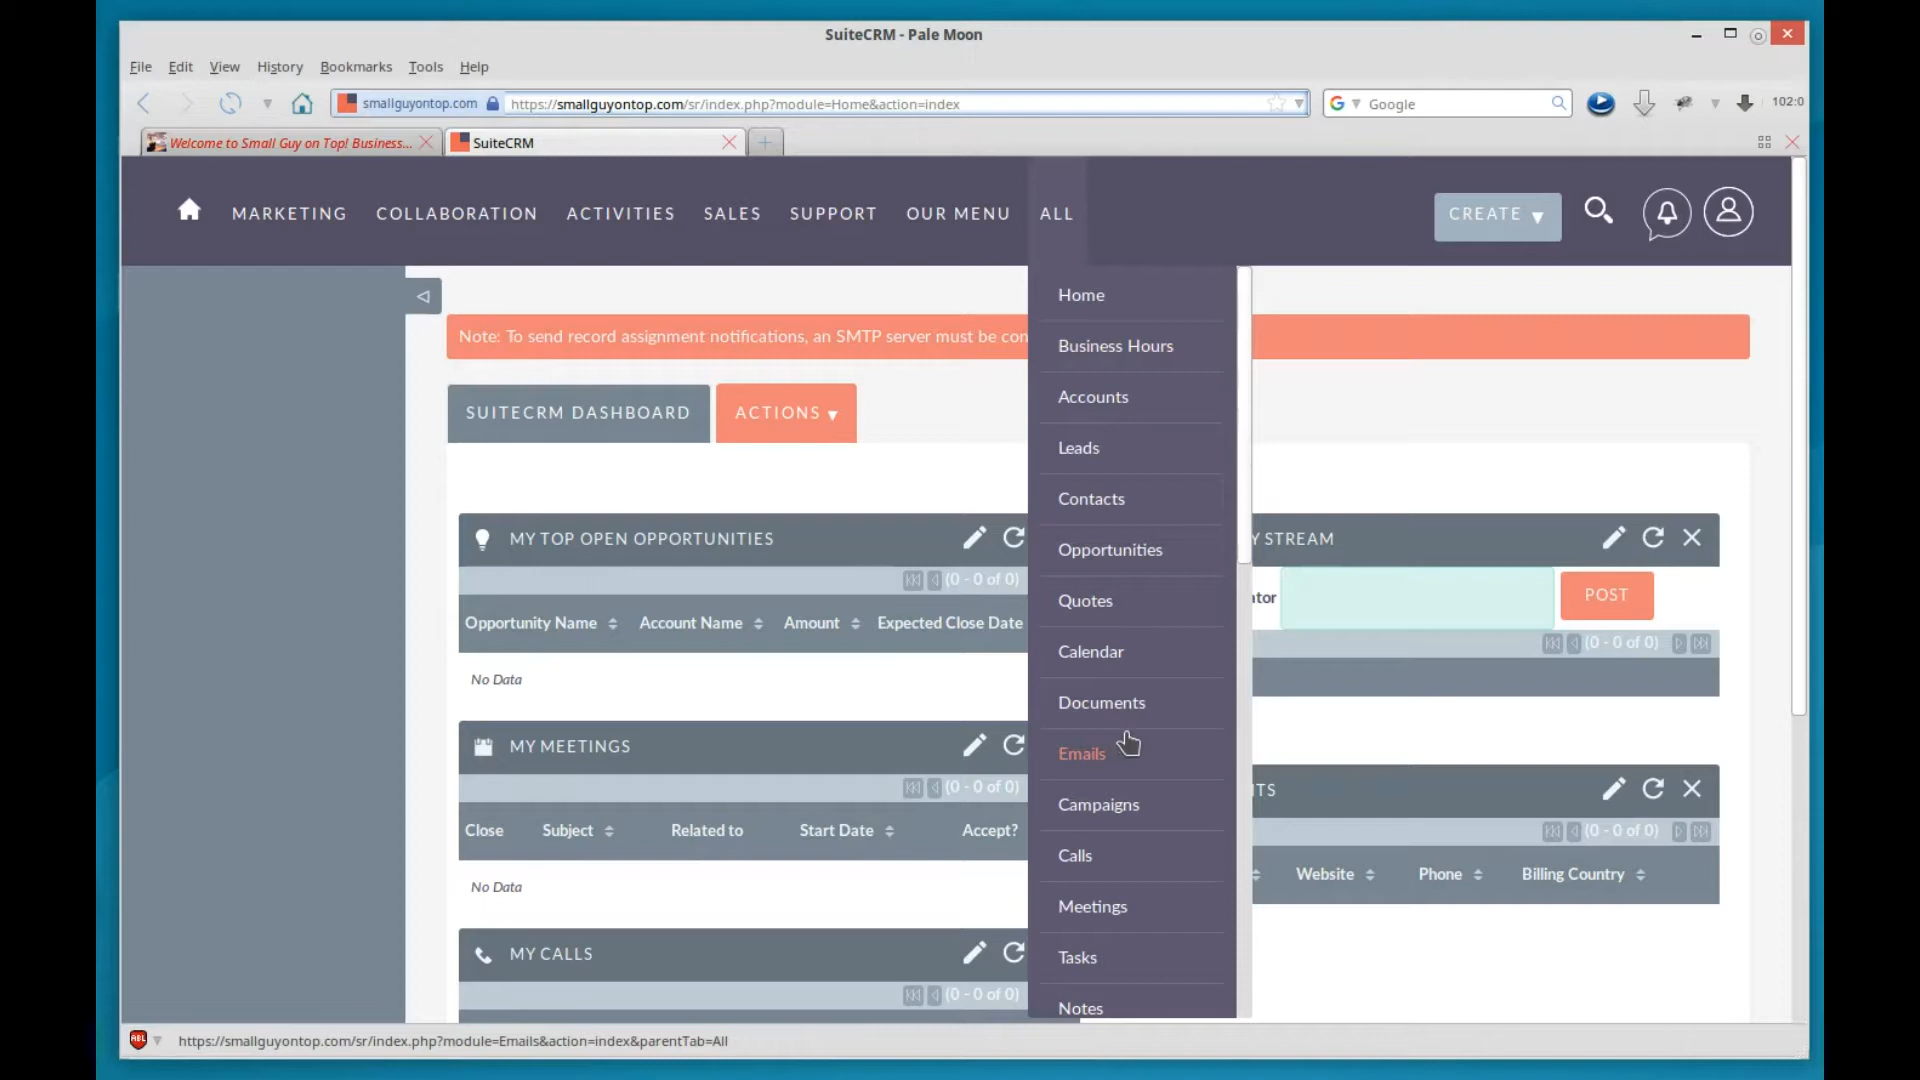 SuiteCRM - Pale Moon
File Edit View History Bookmarks Tools Help
smallguyontop.com https://smallguyontop.com/sr/index.php?module=Home&action=index Google 102:0
Welcome to Small Guy on Top! Business... SuiteCRM
MARKETING COLLABORATION ACTIVITIES SALES SUPPORT OUR MENU ALL CREATE
Home
Note: To send record assignment notifications, an SMTP server must be con
Business Hours
Accounts
SUITECRM DASHBOARD ACTIONS
Leads
Contacts
MY TOP OPEN OPPORTUNITIES Opportunities Y STREAM
(0 - 0 of 0)
Quotes ator POST
Opportunity Name Account Name Amount Expected Close Date
(0 - 0 of 0)
Calendar
No Data
Documents
MY MEETINGS Emails
(0 - 0 of 0) Campaigns TS
Close Subject Related to Start Date Accept? (0 - 0 of 0)
Calls Website Phone Billing Country
No Data
Meetings
MY CALLS Tasks
(0 - 0 of 0) Notes
ABL https://smallguyontop.com/sr/index.php?module=Emails&action=index&parentTab=All